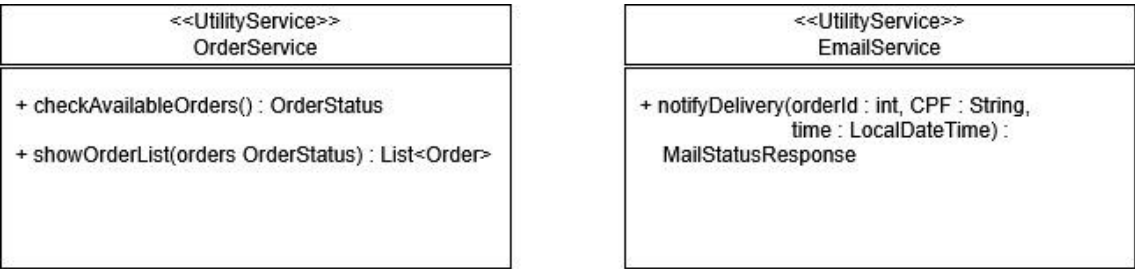 <<UtilityService>>
OrderService
+ checkAvailableOrders() : OrderStatus
+ showOrderList(orders OrderStatus) : List<Order>
<<UtilityService>>
EmailService
+ notifyDelivery(orderId : int, CPF : String,
time : LocalDateTime) :
MailStatusResponse